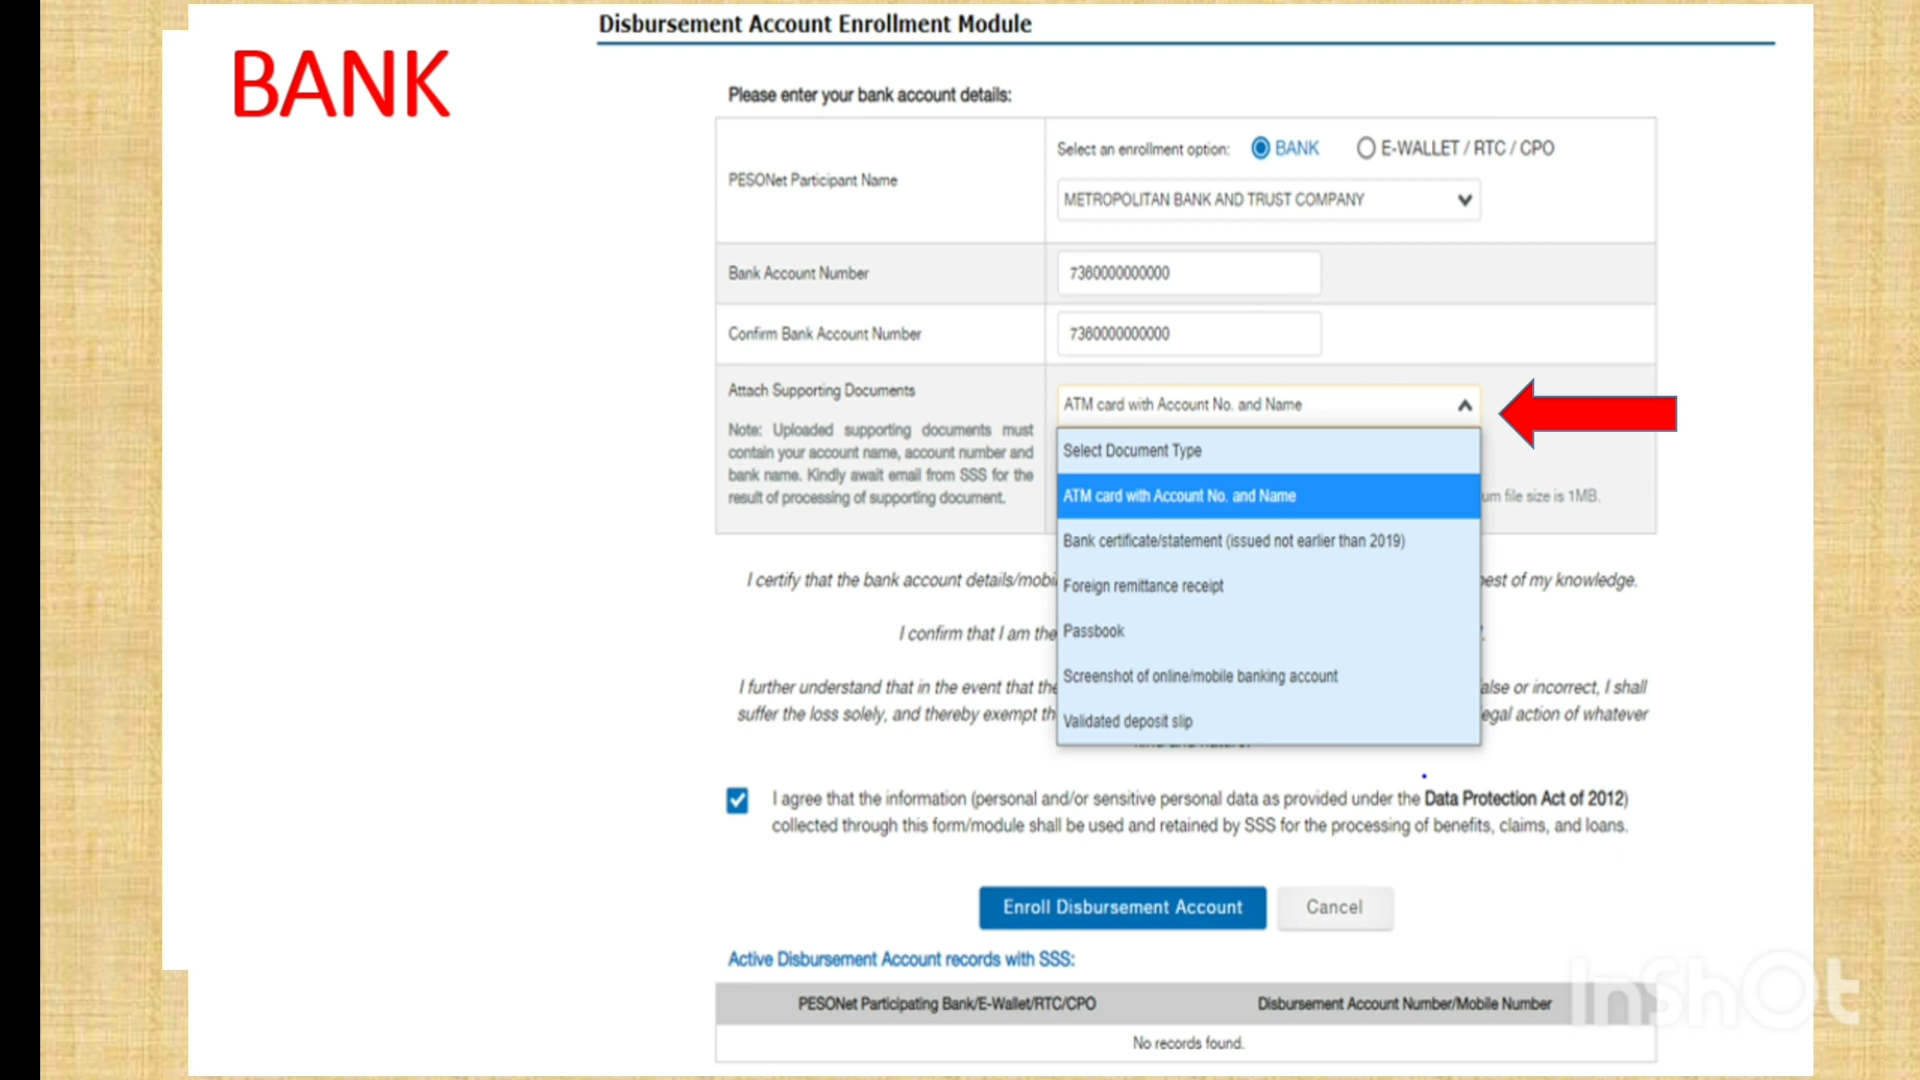 Disbursement Account Enrollment Module
BANK
Please enter your bank account details:
PESONet Participant Name
Select an enrollment option: BANK E-WALLET / RTC / CPO
METROPOLITAN BANK AND TRUST COMPANY
Bank Account Number
7360000000000
Confirm Bank Account Number
7360000000000
Attach Supporting Documents
Note: Uploaded supporting documents must
contain your account name, account number and
bank name. Kindly await email from SSS for the
result of processing of supporting document.
ATM card with Account No. and Name
Select Document Type
ATM card with Account No. and Name
Bank certificate/statement (issued not earlier than 2019)
Foreign remittance receipt
Passbook
Screenshot of online/mobile banking account
Validated deposit slip
file size is 1MB.
I certify that the bank account
of my knowledge.
I confirm that I am the
I further understand that in the event that
or incorrect, I shall
suffer the loss solely, and thereby exempt
action of whatever
I agree that the information (personal and/or sensitive personal data as provided under the Data Protection Act of 2012)
collected through this form/module shall be used and retained by SSS for the processing of benefits, claims, and loans.
Enroll Disbursement Account
Cancel
Active Disbursement Account records with SSS:
PESONet Participating Bank/E-Wallet/RTC/CPO
Disbursement Account Number/Mobile Number
No records found.
InShOt